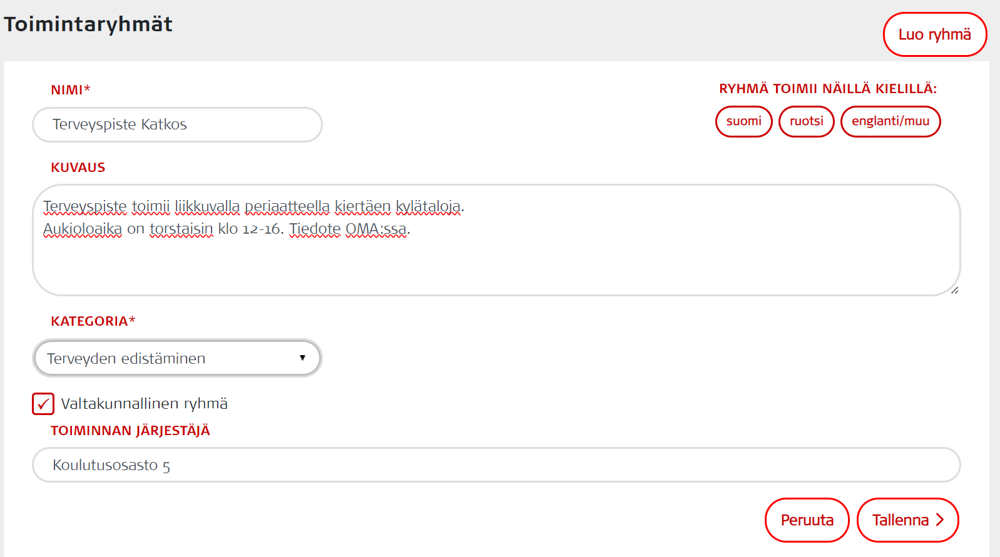 Toimintaryhmät
Luo ryhmä
NIMI*
Terveyspiste Katkos
RYHMÄ TOIMII NÄILLÄ KIELILLÄ:
suomi
ruotsi
englanti/muu
KUVAUS
Terveyspiste toimii liikkuvalla periaatteella kiertäen kylätaloja.
Aukioloaika on torstaisin klo 12-16. Tiedote OMA:ssa.
KATEGORIA*
Terveyden edistäminen
Valtakunnallinen ryhmä
TOIMINNAN JÄRJESTÄJÄ
Koulutusosasto 5
Peruuta
Tallenna